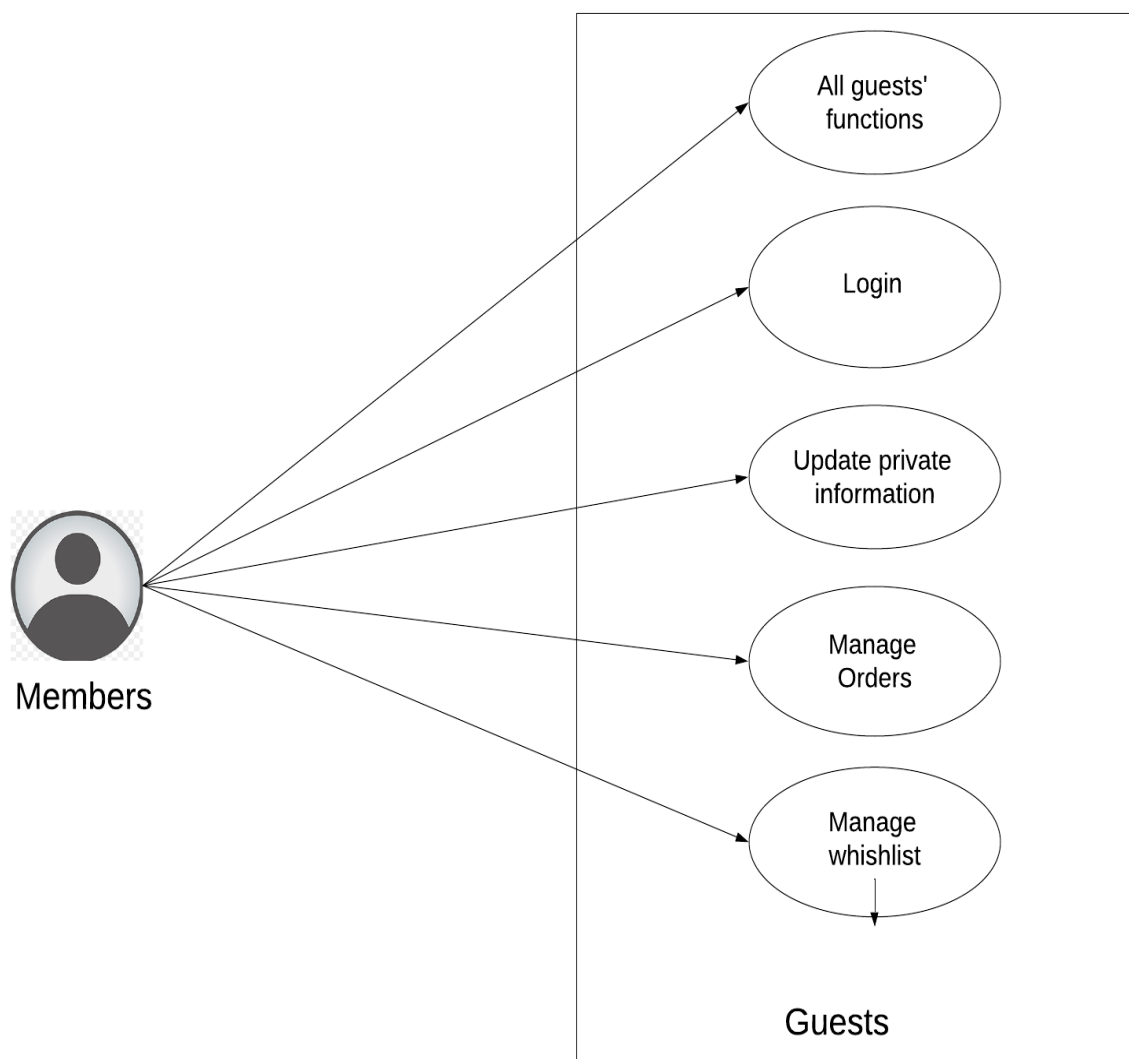 All guests'
functions
Login
Update private
information
Manage
Orders
Members
Manage
whishlist
Guests